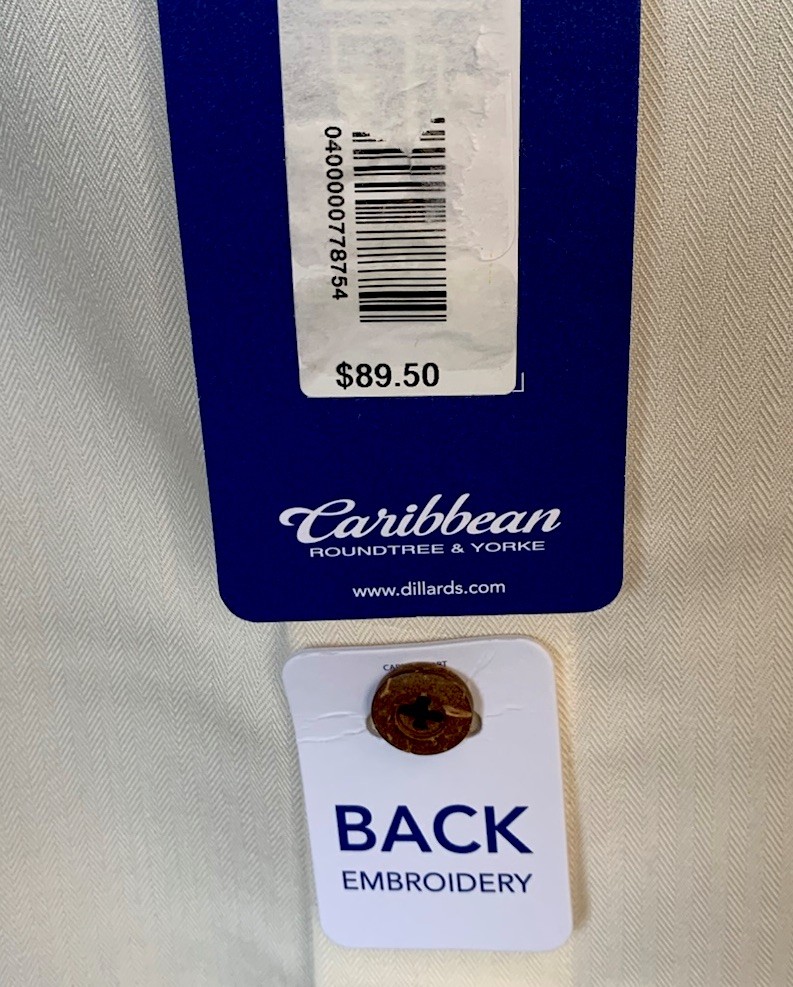 0400000778754
$89.50
Caribbean
ROUNDTREE & YORKE
www.dillards.com
BACK
EMBROIDERY